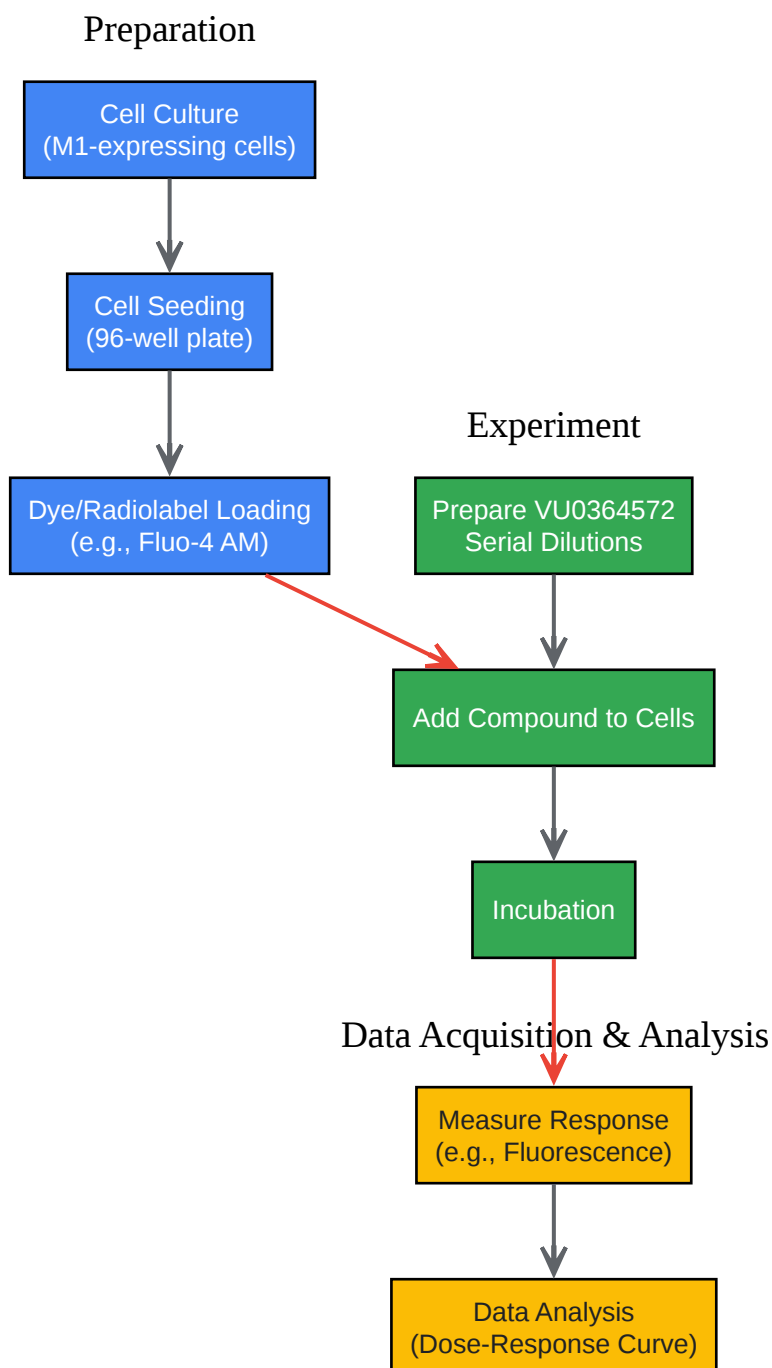 Preparation
Cell Culture
(M1-expressing cells)
Cell Seeding
(96-well plate)
Dye/Radiolabel Loading
(e.g., Fluo-4 AM)
Experiment
Prepare VU0364572
Serial Dilutions
Add Compound to Cells
Incubation
Data Acquisition & Analysis
Measure Response
(e.g., Fluorescence)
Data Analysis
(Dose-Response Curve)